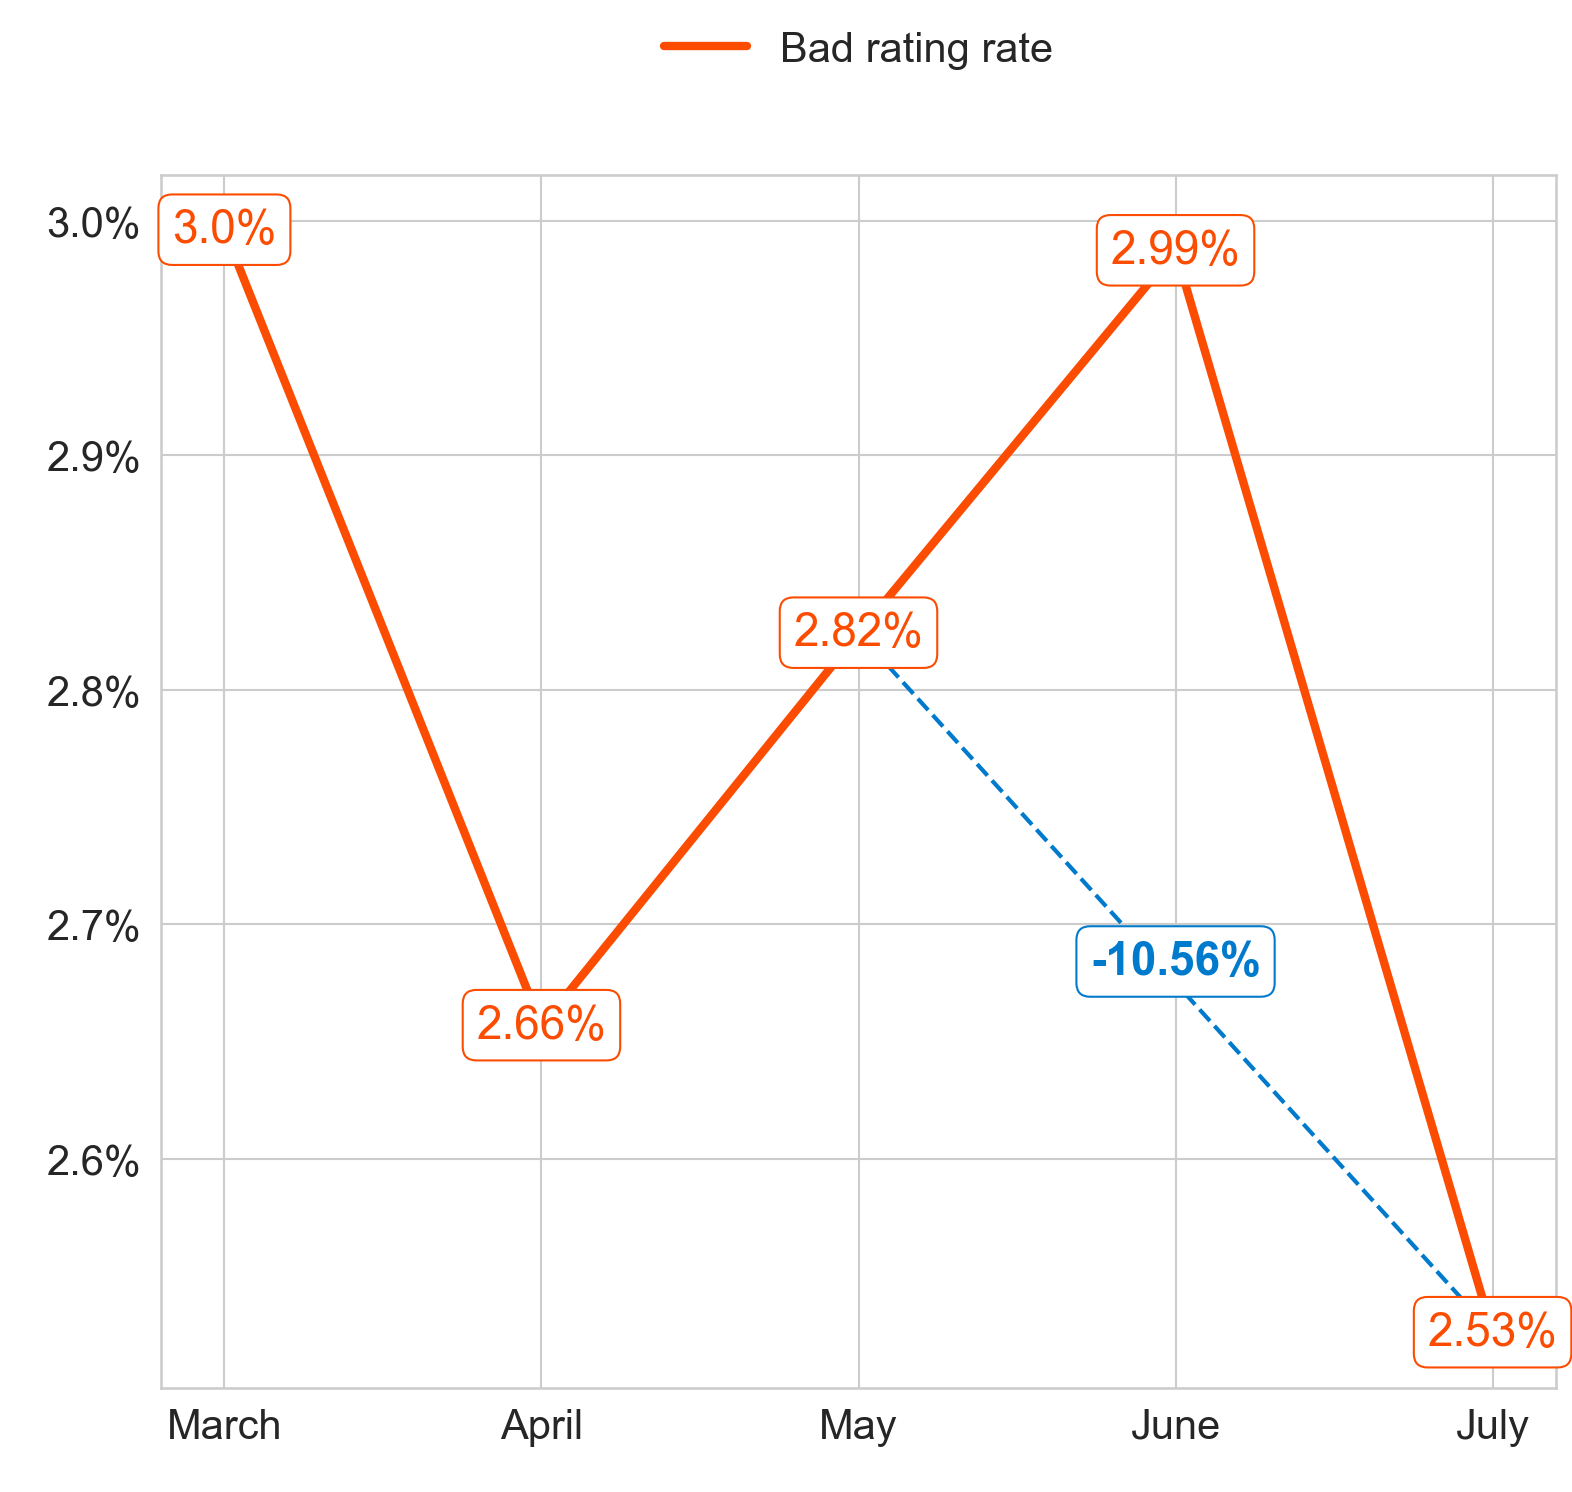 Bad rating rate
3.0%
2.9%
2.8%
2.7%
2.6%
3.0%
2.66%
2.82%
2.99%
-10.56%
2.53%
March
April
May
June
July